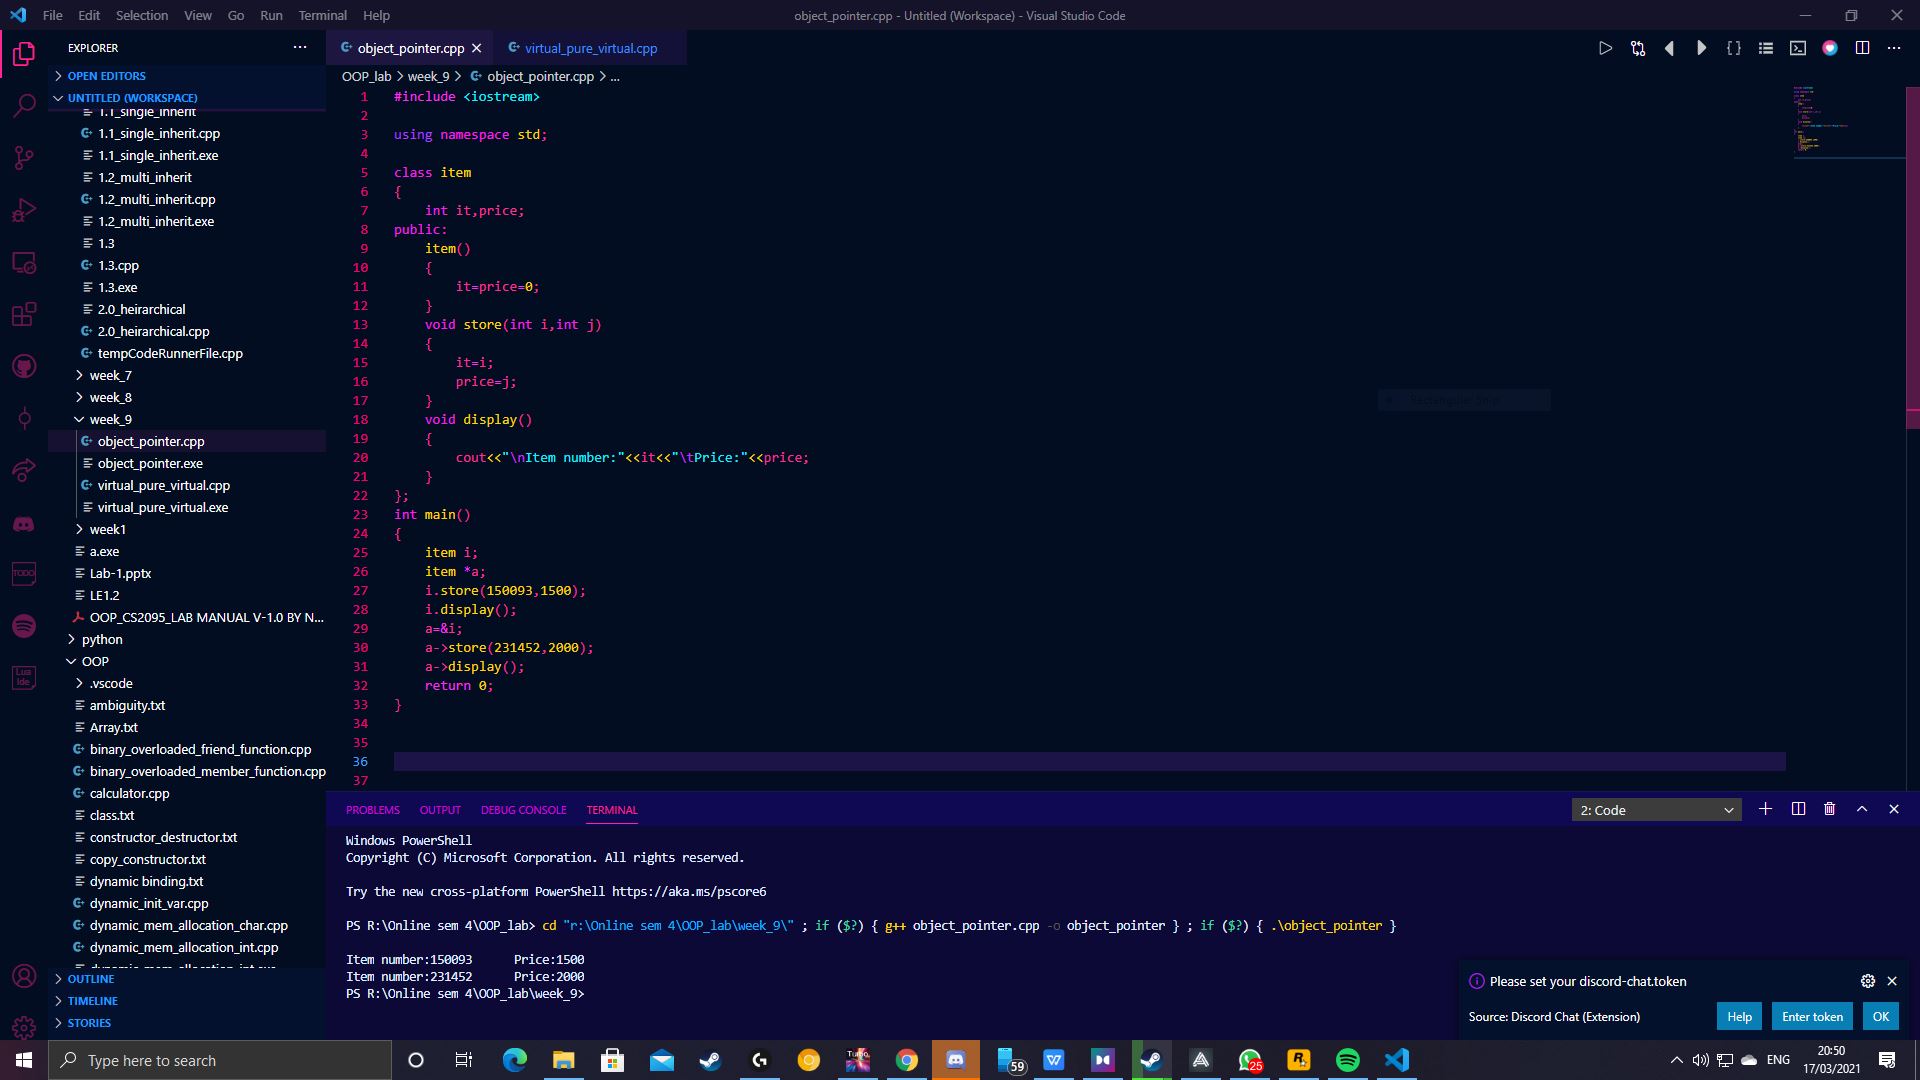 File Edit Selection View Go Run Terminal Help
object_pointer.cpp - Untitled (Workspace) - Visual Studio Code
EXPLORER
OPEN EDITORS
UNTITLED (WORKSPACE)
1.1_single_inherit
1.1_single_inherit.cpp
1.1_single_inherit.exe
1.2_multi_inherit
1.2_multi_inherit.cpp
1.2_multi_inherit.exe
1.3
1.3.cpp
1.3.exe
2.0_heirarchical
2.0_heirarchical.cpp
tempCodeRunnerFile.cpp
week_7
week_8
week_9
object_pointer.cpp
object_pointer.exe
virtual_pure_virtual.cpp
virtual_pure_virtual.exe
week1
a.exe
Lab-1.pptx
LE1.2
OOP_CS2095_LAB MANUAL V-1.0 BY N...
python
OOP
.vscode
ambiguity.txt
Array.txt
binary_overloaded_friend_function.cpp
binary_overloaded_member_function.cpp
calculator.cpp
class.txt
constructor_destructor.txt
copy_constructor.txt
dynamic binding.txt
dynamic_init_var.cpp
dynamic_mem_allocation_char.cpp
dynamic_mem_allocation_int.cpp
OUTLINE
TIMELINE
STORIES
TODO
Lua
Ide
object_pointer.cpp virtual_pure_virtual.cpp
OOP_lab > week_9 > object_pointer.cpp > ...
1 #include <iostream>
2
3 using namespace std;
4
5 class item
6 {
7 int it,price;
8 public:
9 item()
10 {
11 it=price=0;
12 }
13 void store(int i,int j)
14 {
15 it=i;
16 price=j;
17 }
18 void display()
19 {
20 cout<<"\nItem number:"<<it<<"\tPrice:"<<price;
21 }
22 };
23 int main()
24 {
25 item i;
26 item *a;
27 i.store(150093,1500);
28 i.display();
29 a=&i;
30 a->store(231452,2000);
31 a->display();
32 return 0;
33 }
34
35
36
37
Rectangular Snip
PROBLEMS OUTPUT DEBUG CONSOLE TERMINAL
2: Code
Windows PowerShell
Copyright (C) Microsoft Corporation. All rights reserved.
Try the new cross-platform PowerShell https://aka.ms/pscore6
PS R:\Online sem 4\OOP_lab> cd "r:\Online sem 4\OOP_lab\week_9\" ; if ($?) { g++ object_pointer.cpp -o object_pointer } ; if ($?) { .\object_pointer }
Item number:150093 Price:1500
Item number:231452 Price:2000
PS R:\Online sem 4\OOP_lab\week_9>
Please set your discord-chat.token
Source: Discord Chat (Extension)
Help Enter token OK
Type here to search
59
25
ENG
20:50
17/03/2021